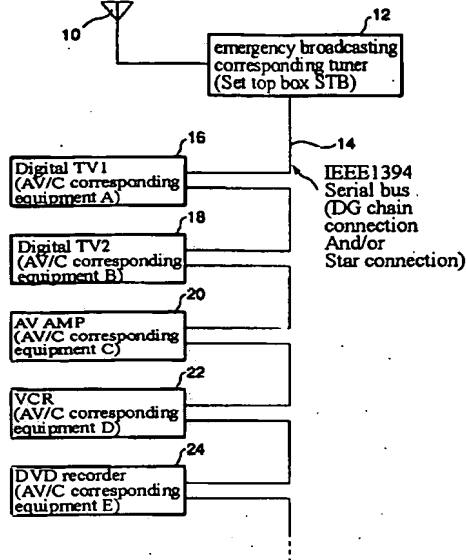 10
12
emergency broadcasting
corresponding tuner
(Set top box STB)
14
IEEE1394
Serial bus
(DG chain
connection
And/or
Star connection)
16
Digital TV1
(AV/C corresponding
equipment A)
18
Digital TV2
(AV/C corresponding
equipment B)
20
AV AMP
(AV/C corresponding
equipment C)
22
VCR
(AV/C corresponding
equipment D)
24
DVD recorder
(AV/C corresponding
equipment E)